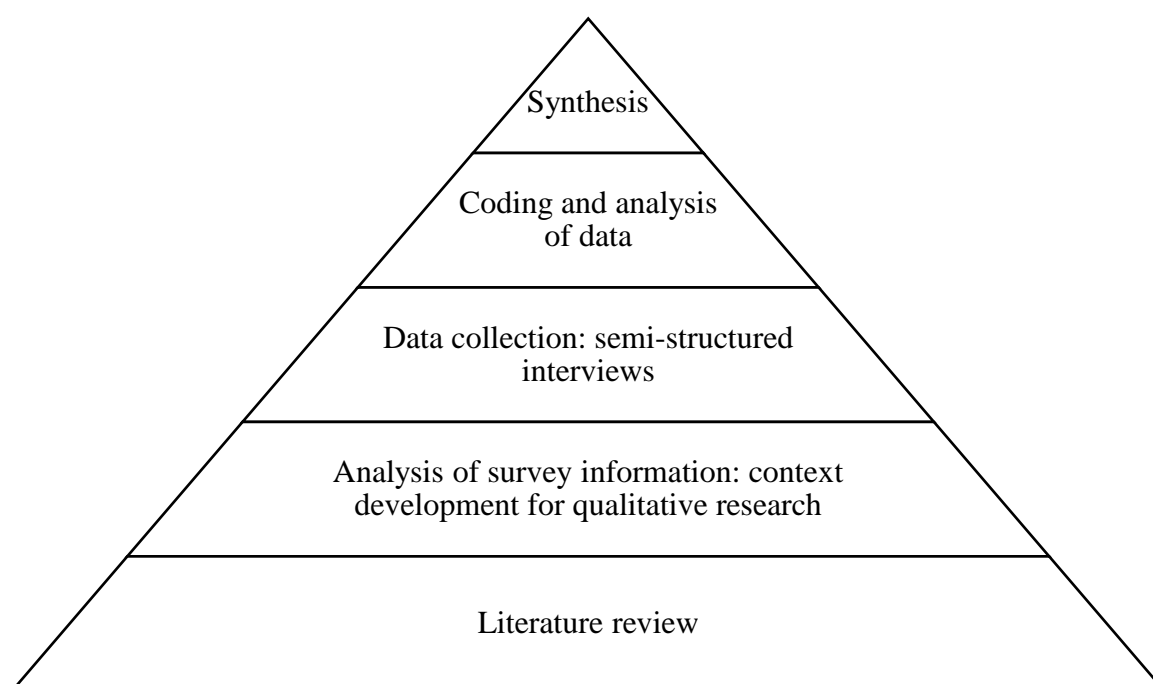 Synthesis
Coding and analysis
of data
Data collection: semi-structured
interviews
Analysis of survey information: context
development for qualitative research
Literature review